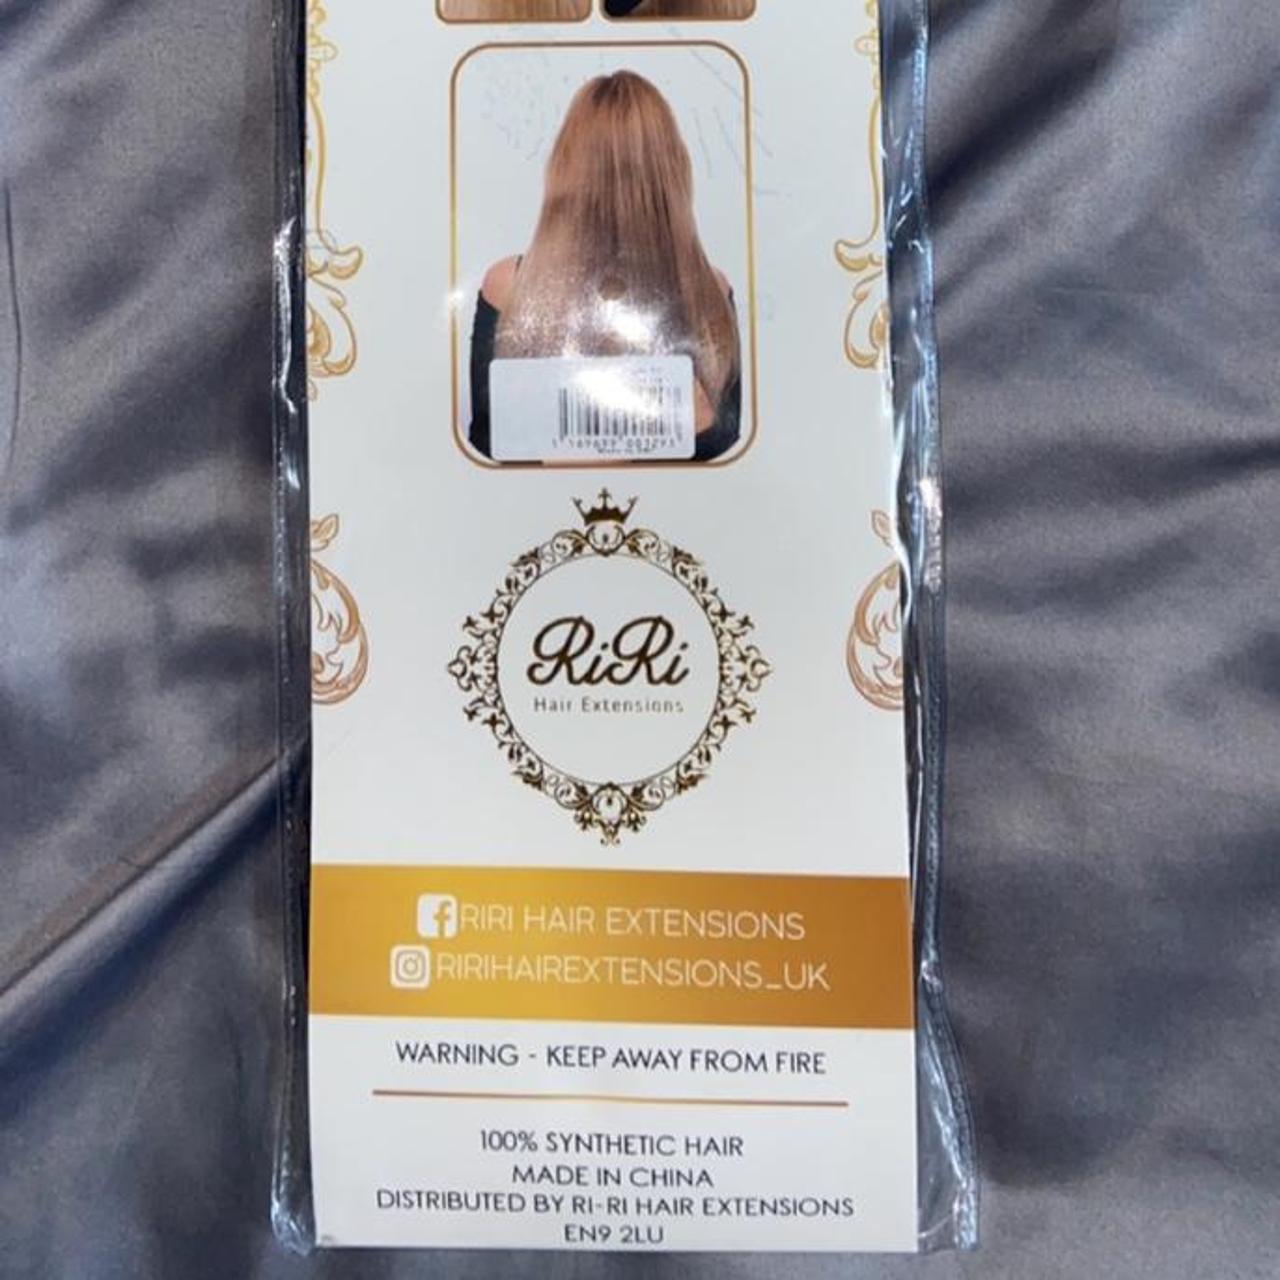 RiRi
Hair Extensions
RIRI HAIR EXTENSIONS
RIRIHAIREXTENSIONS_UK
WARNING - KEEP AWAY FROM FIRE
100% SYNTHETIC HAIR
MADE IN CHINA
DISTRIBUTED BY RI-RI HAIR EXTENSIONS
EN9 2LU